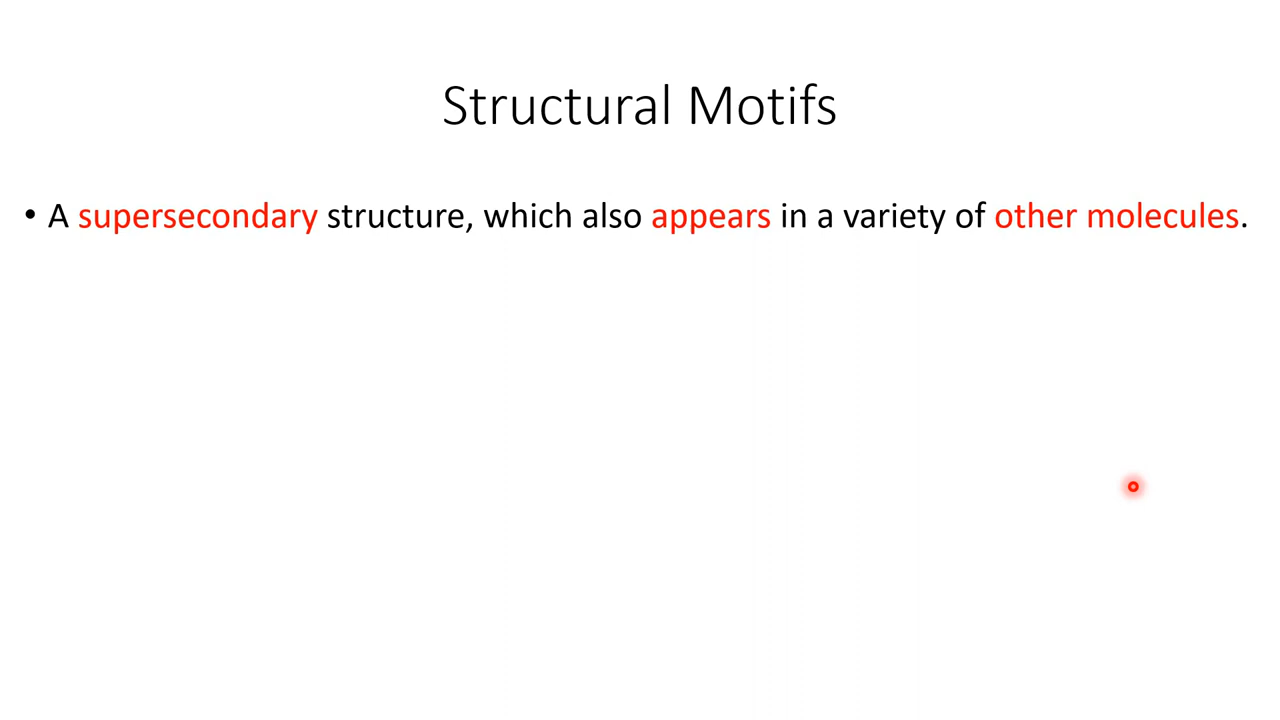 Structural Motifs
• A supersecondary structure, which also appears in a variety of other molecules.